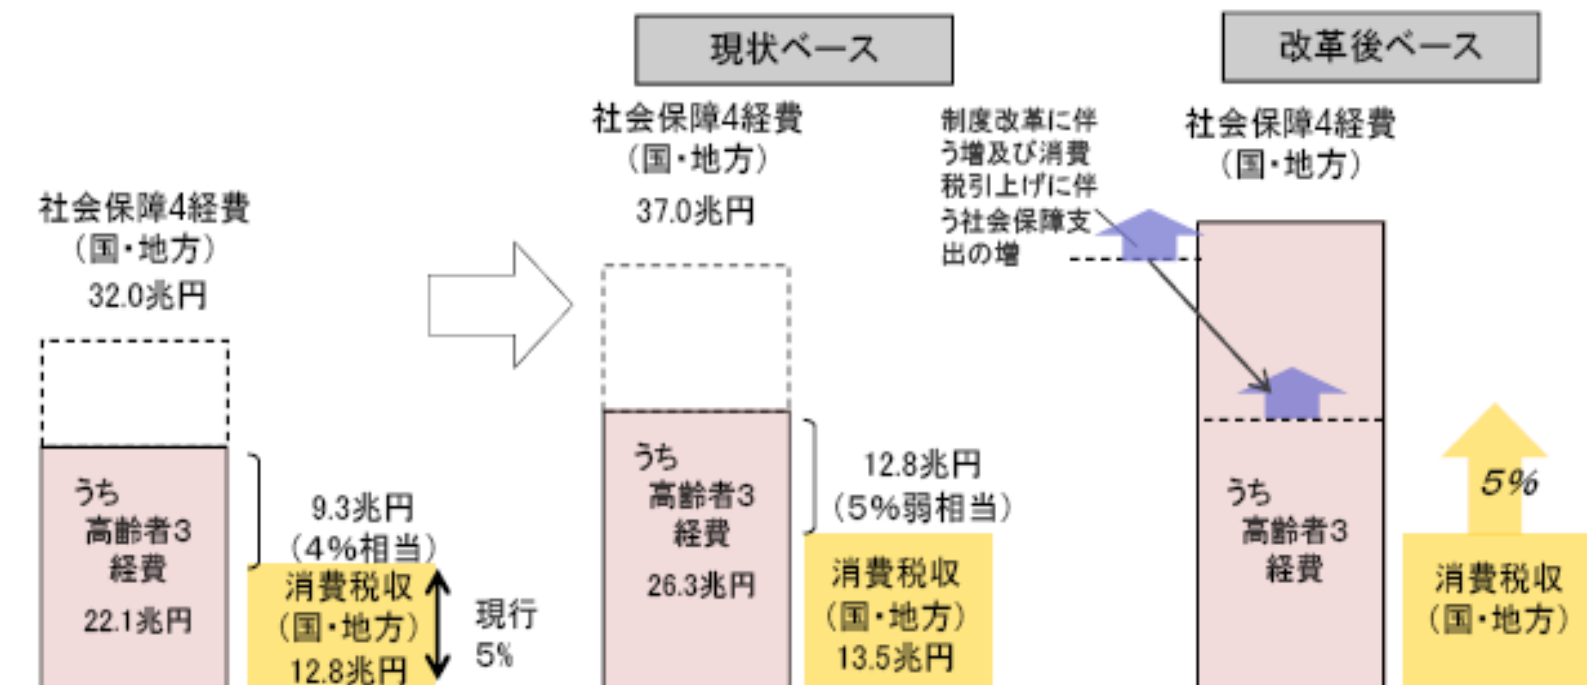 現状ベース
改革後ベース
社会保障4経費
(国・地方)
32.0兆円
うち
高齢者3
経費
22.1兆円
9.3兆円
(4%相当)
消費税収
(国・地方)
12.8兆円
現行
5%
社会保障4経費
(国・地方)
37.0兆円
うち
高齢者3
経費
26.3兆円
12.8兆円
(5%弱相当)
消費税収
(国・地方)
13.5兆円
制度改革に伴
う増及び消費
税引上げに伴
う社会保障支
出の増
社会保障4経費
(国・地方)
うち
高齢者3
経費
5%
消費税収
(国・地方)